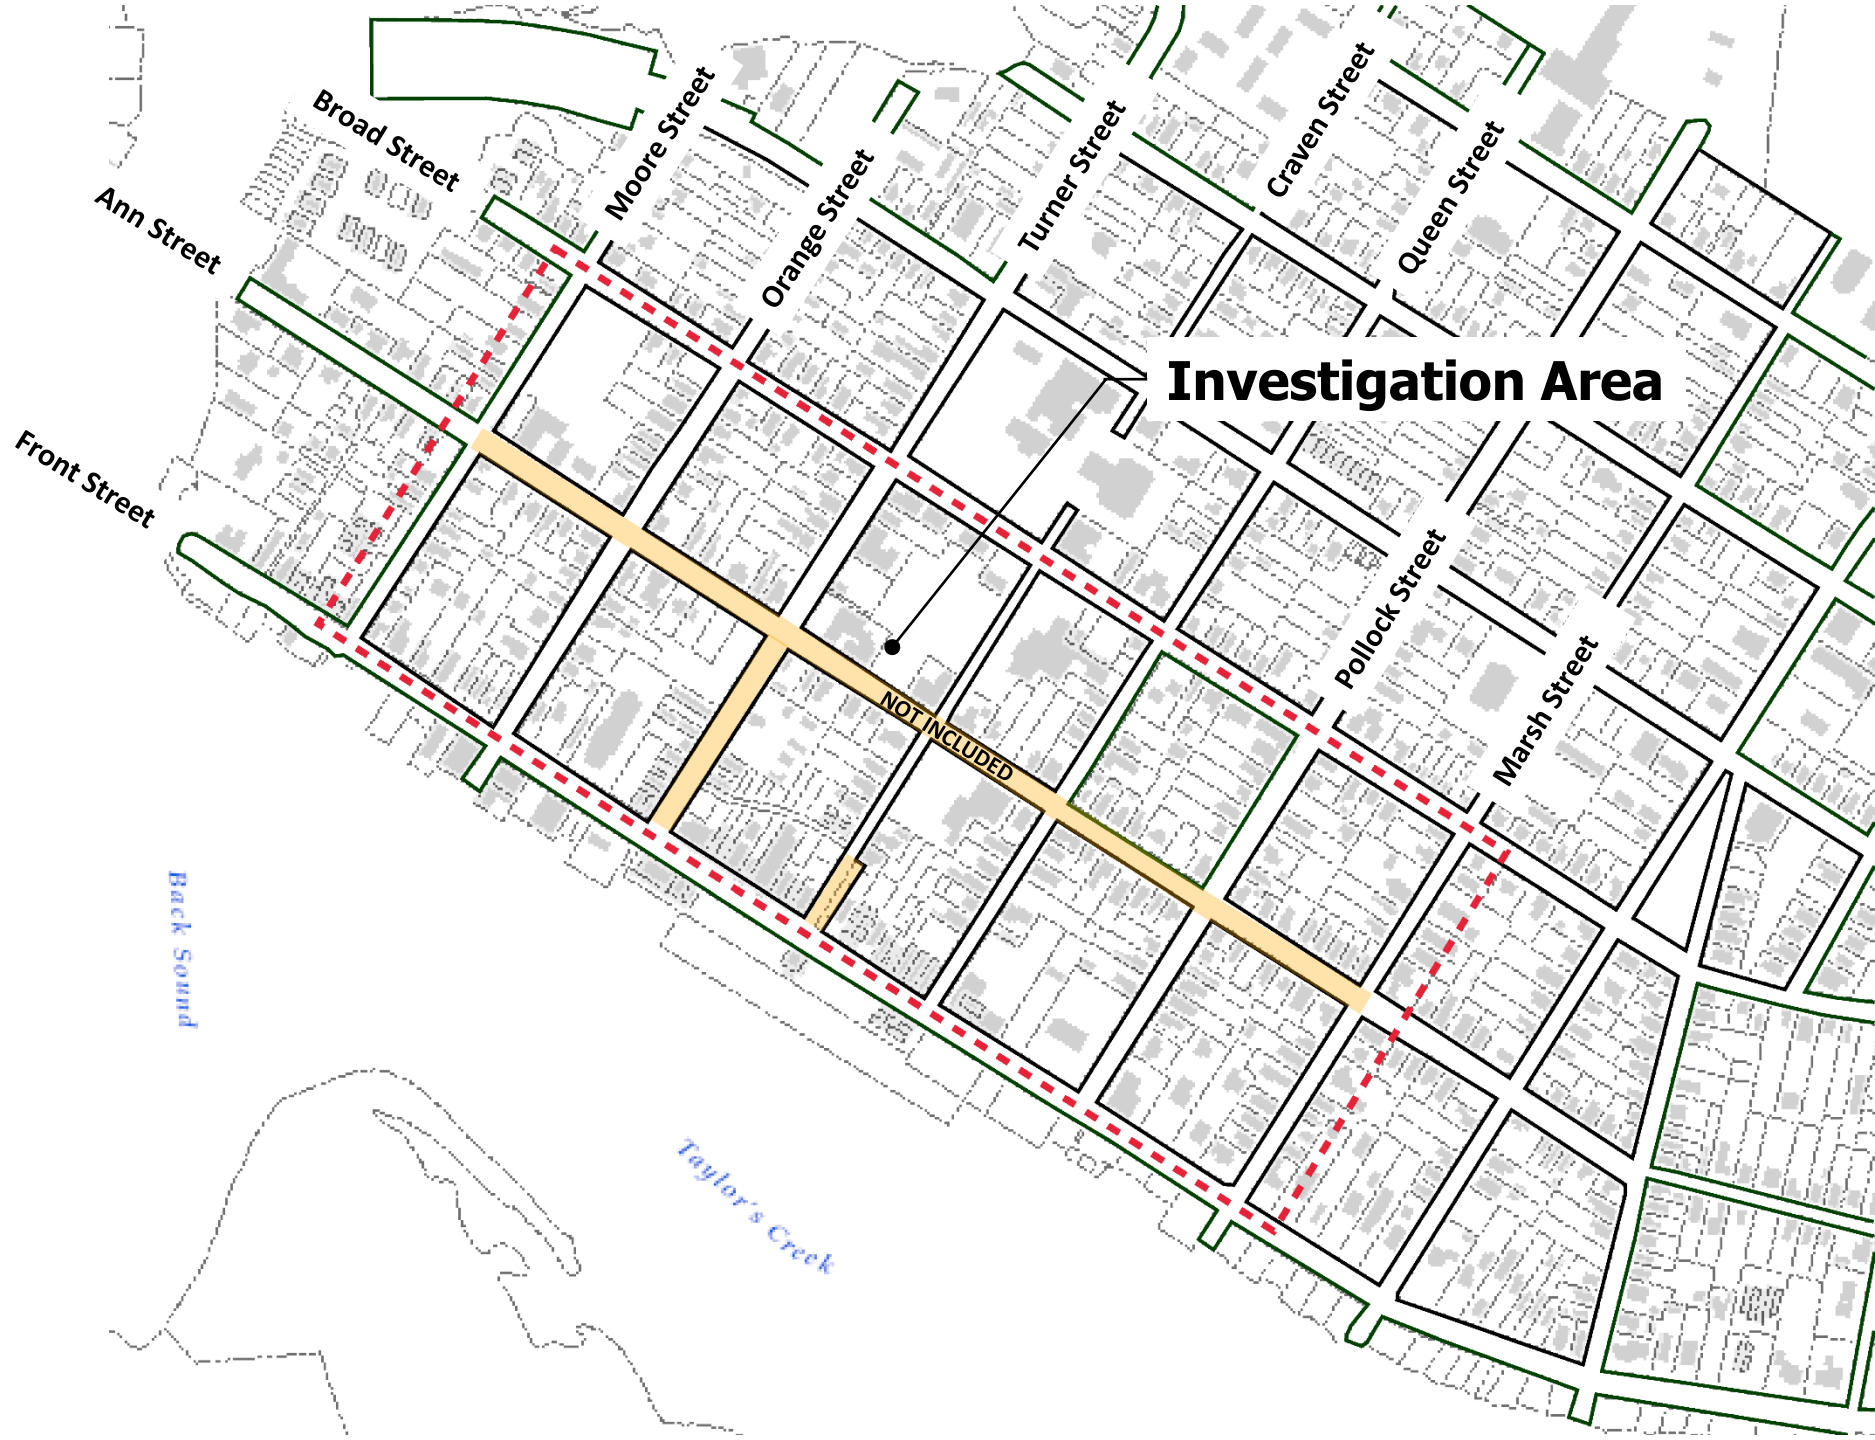 Broad Street
Moore Street
Ann Street
Orange Street
Turner Street
Craven Street
Queen Street
Investigation Area
Front Street
Pollock Street
Marsh Street
NOT INCLUDED
Back Sound
Taylor's Creek